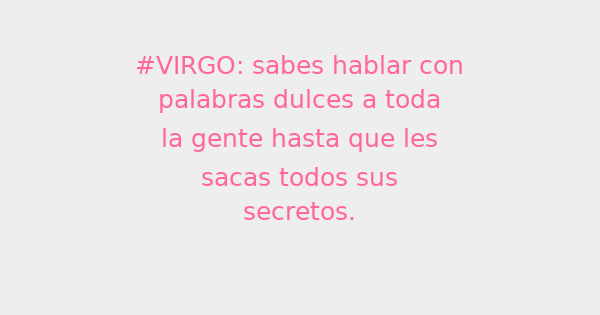 #VIRGO: sabes hablar con
palabras dulces a toda
la gente hasta que les
sacas todos sus
secretos.